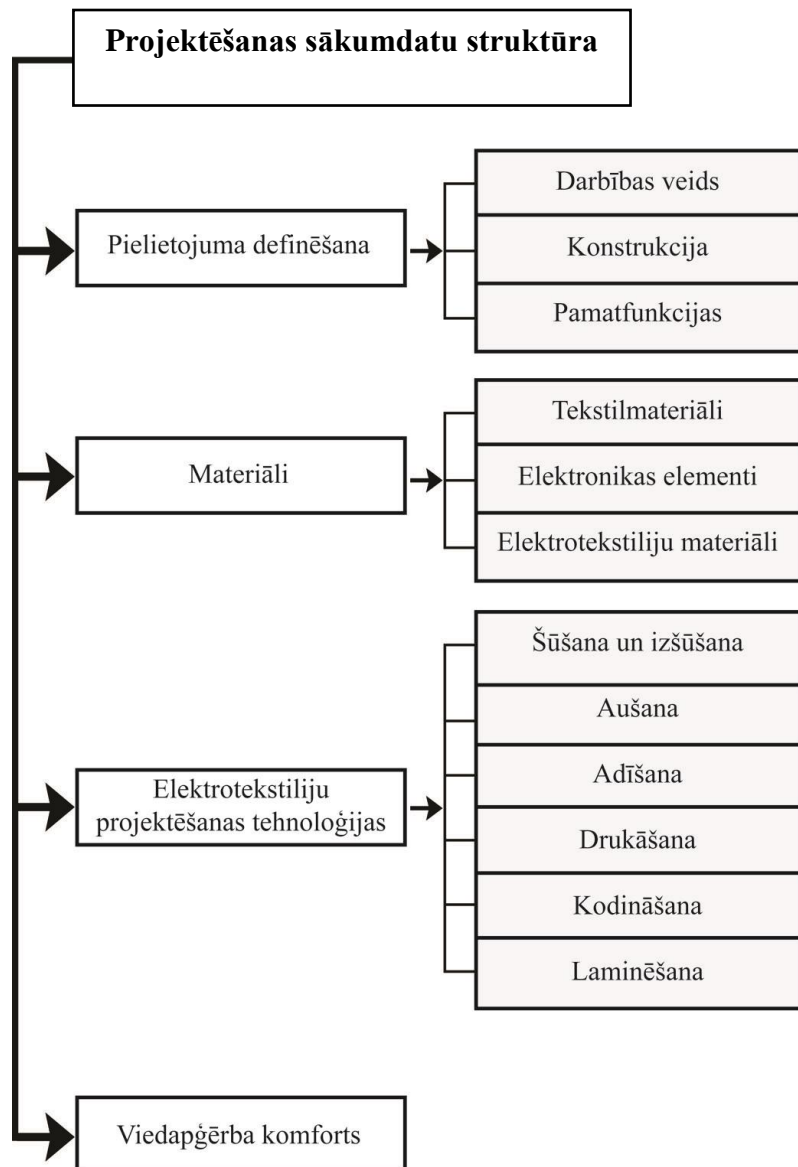 Projektēšanas sākumdatu struktūra
Pielietojuma definēšana
Darbības veids
Konstrukcija
Pamatfunkcijas
Materiāli
Tekstilmateriāli
Elektronikas elementi
Elektrotekstiliju materiāli
Elektrotekstiliju
projektēšanas tehnoloģijas
Šūšana un izšūšana
Aušana
Adīšana
Drukāšana
Kodināšana
Laminēšana
Viedapģērba komforts